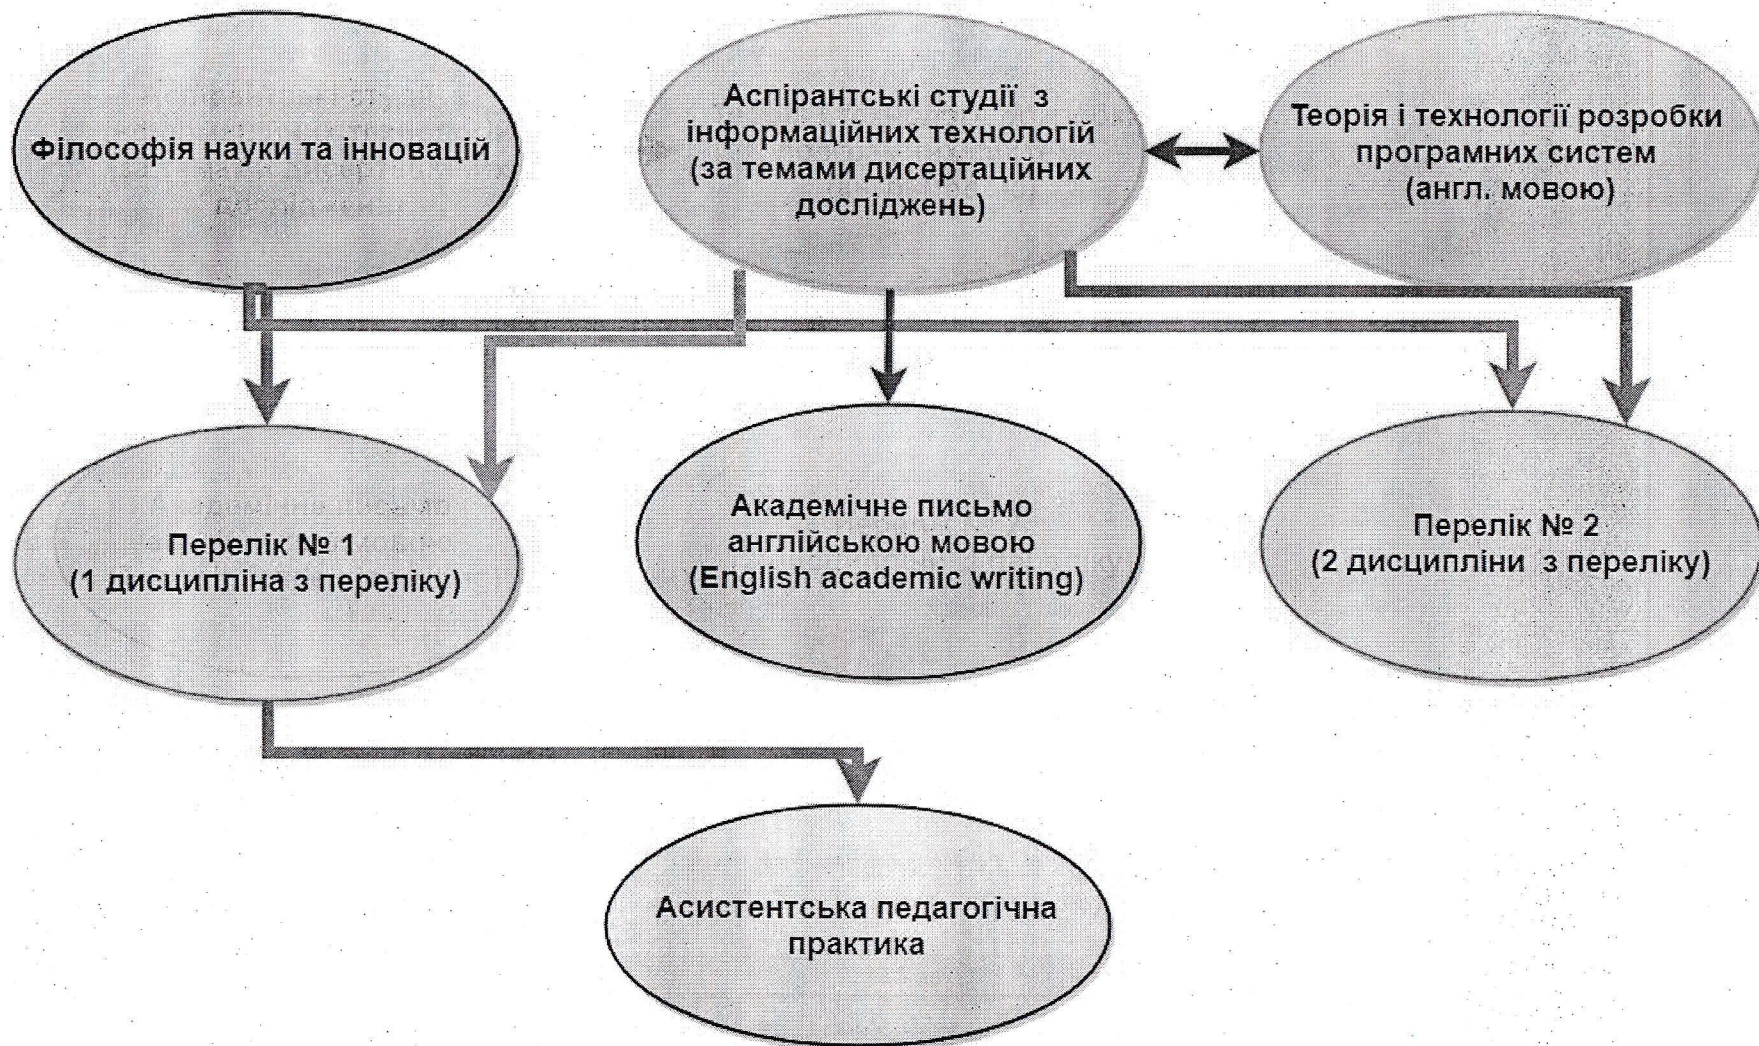 Філософія науки та інновацій
Аспірантські студії з
інформаційних технологій
(за темами дисертаційних
досліджень)
Теорія і технології розробки
програмних систем
(англ. мовою)
Перелік № 1
(1 дисципліна з переліку)
Академічне письмо
англійською мовою
(English academic writing)
Перелік № 2
(2 дисципліни з переліку)
Асистентська педагогічна
практика